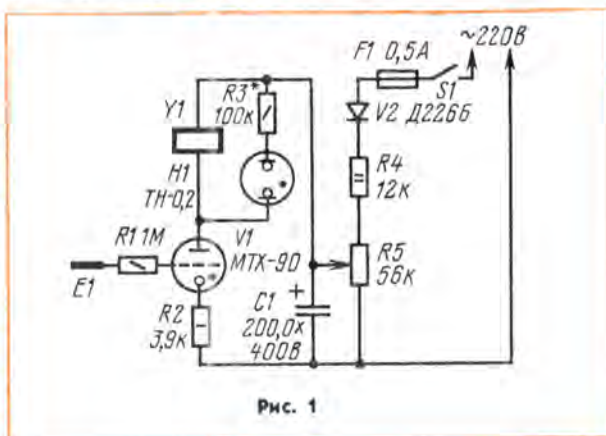 F1 0,5А
~220В
S1
R3*
100к
Y1
V2 Д226Б
H1
ТН-0,2
R4
12к
R1 1М
V1
МТХ-90
R5
56к
E1
C1
+
200,0х
400В
R2
3,9к
Рис. 1